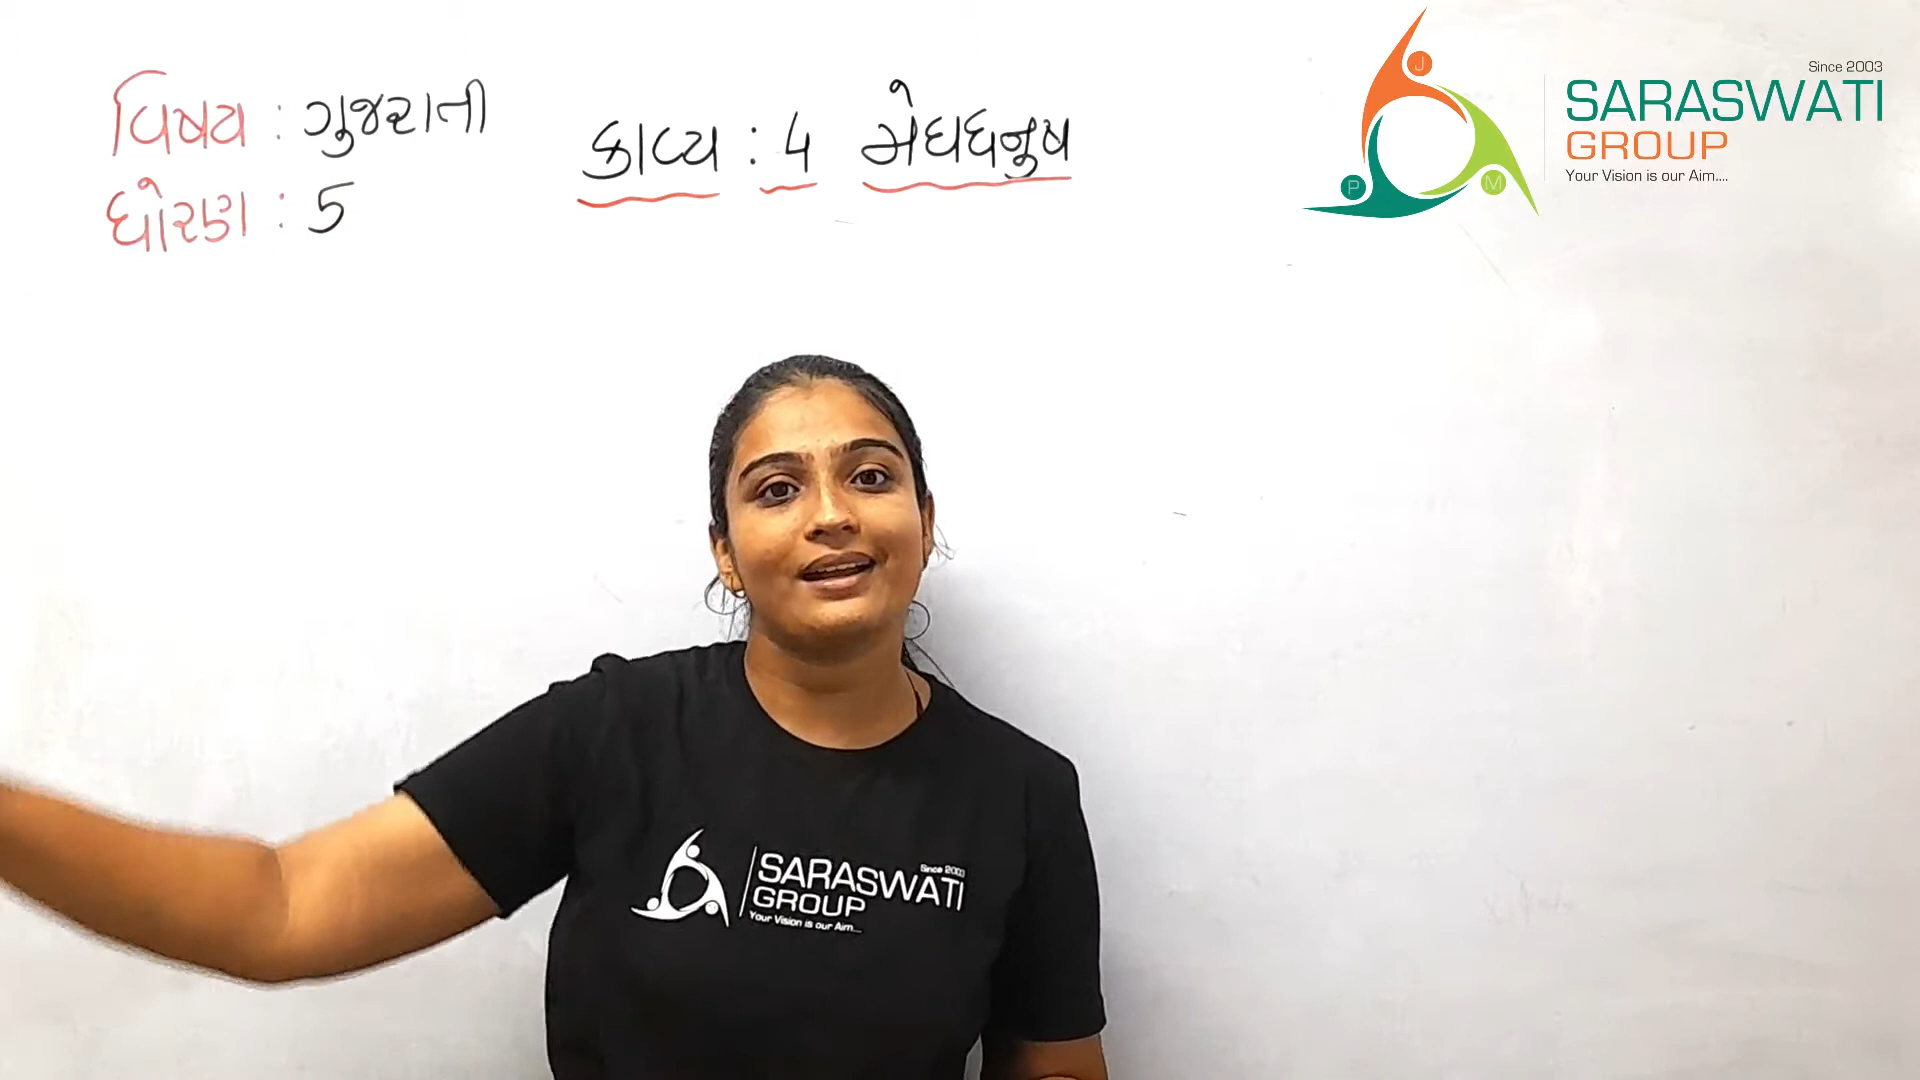 વિષય : ગુજરાતી
ધોરણ : 5
કાવ્ય : 4 મેઘધનુષ
Since 2003
SARASWATI
GROUP
Your Vision is our Aim....
J
P
M
Since 2003
SARASWATI
GROUP
Your Vision is our Aim...